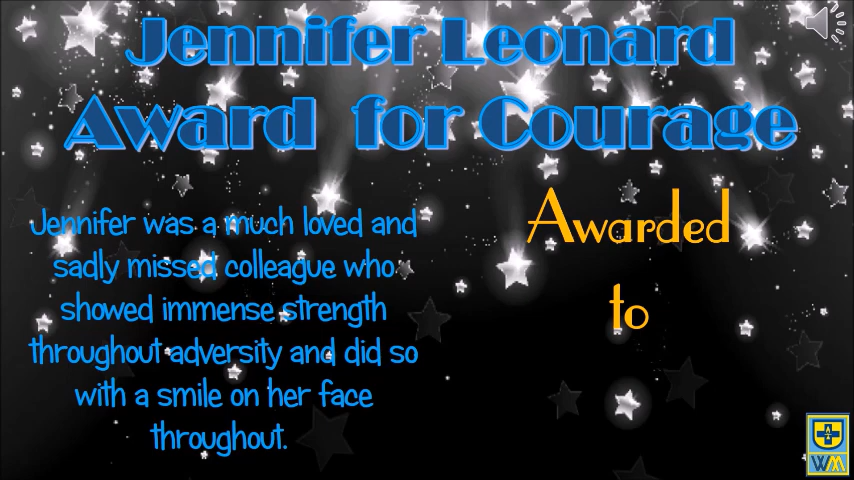 Jennifer Leonard
Award for Courage
Jennifer was a much loved and
sadly missed colleague who
showed immense strength
throughout adversity and did so
with a smile on her face
throughout.
Awarded
to
WM